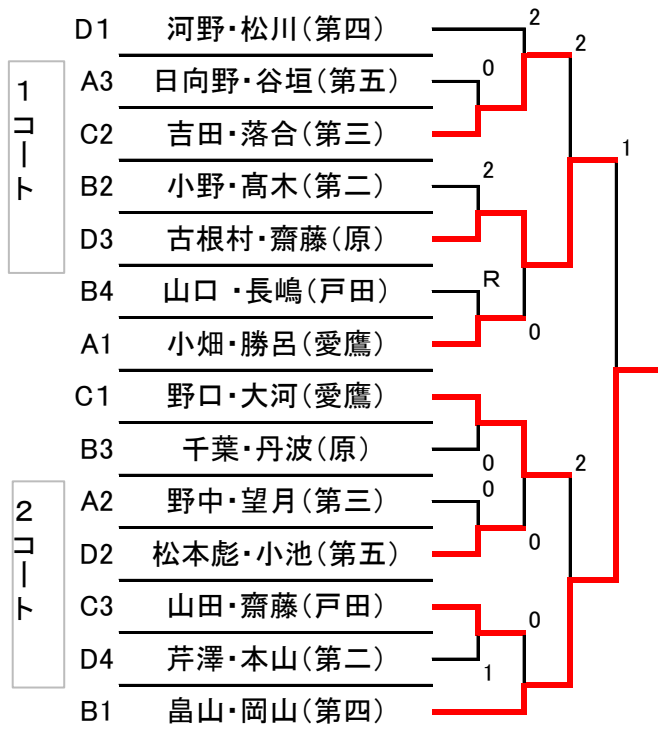 D1 河野・松川（第四） 2
2
1コート
A3 日向野・谷垣（第五） 0
C2 吉田・落合（第三）
1
B2 小野・髙木（第二） 2
D3 古根村・齋藤（原）
B4 山口 ・長嶋（戸田） R
0
A1 小畑・勝呂（愛鷹）
C1 野口・大河（愛鷹）
B3 千葉・丹波（原） 0
2
2コート
A2 野中・望月（第三） 0
D2 松本彪・小池（第五） 0
C3 山田・齋藤（戸田） 0
D4 芹澤・本山（第二） 1
B1 畠山・岡山（第四）